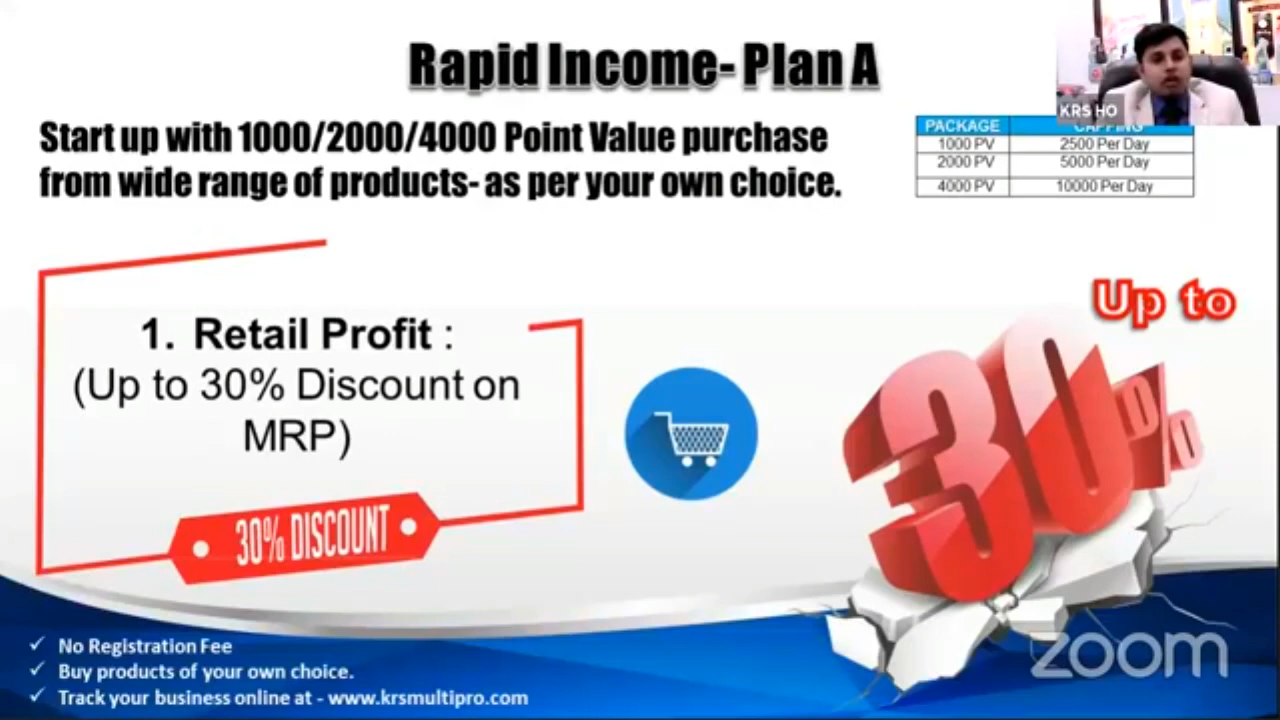 Rapid Income- Plan A
KRS HO
Start up with 1000/2000/4000 Point Value purchase
from wide range of products- as per your own choice.
PACKAGE CAPPING
1000 PV 2500 Per Day
2000 PV 5000 Per Day
4000 PV 10000 Per Day
Up to
30%
1. Retail Profit :
(Up to 30% Discount on
MRP)
30% DISCOUNT
✓ No Registration Fee
✓ Buy products of your own choice.
✓ Track your business online at - www.krsmultipro.com
zoom